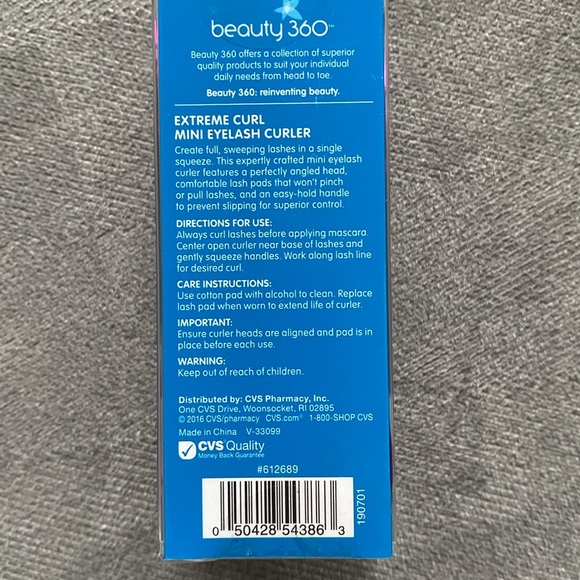 beauty 360™
Beauty 360 offers a collection of superior
quality products to suit your individual
daily needs from head to toe.
Beauty 360: reinventing beauty.
EXTREME CURL
MINI EYELASH CURLER
Create full, sweeping lashes in a single
squeeze. This expertly crafted mini eyelash
curler features a perfectly angled head,
comfortable lash pads that won't pinch
or pull lashes, and an easy-hold handle
to prevent slipping for superior control.
DIRECTIONS FOR USE:
Always curl lashes before applying mascara.
Center open curler near base of lashes and
gently squeeze handles. Work along lash line
for desired curl.
CARE INSTRUCTIONS:
Use cotton pad with alcohol to clean. Replace
lash pad when worn to extend life of curler.
IMPORTANT:
Ensure curler heads are aligned and pad is in
place before each use.
WARNING:
Keep out of reach of children.
Distributed by: CVS Pharmacy, Inc.
One CVS Drive, Woonsocket, RI 02895
© 2016 CVS/pharmacy CVS.com® 1-800-SHOP CVS
Made in China V-33099
CVS Quality
Money Back Guarantee
#612689
0 50428 54386 3
190701